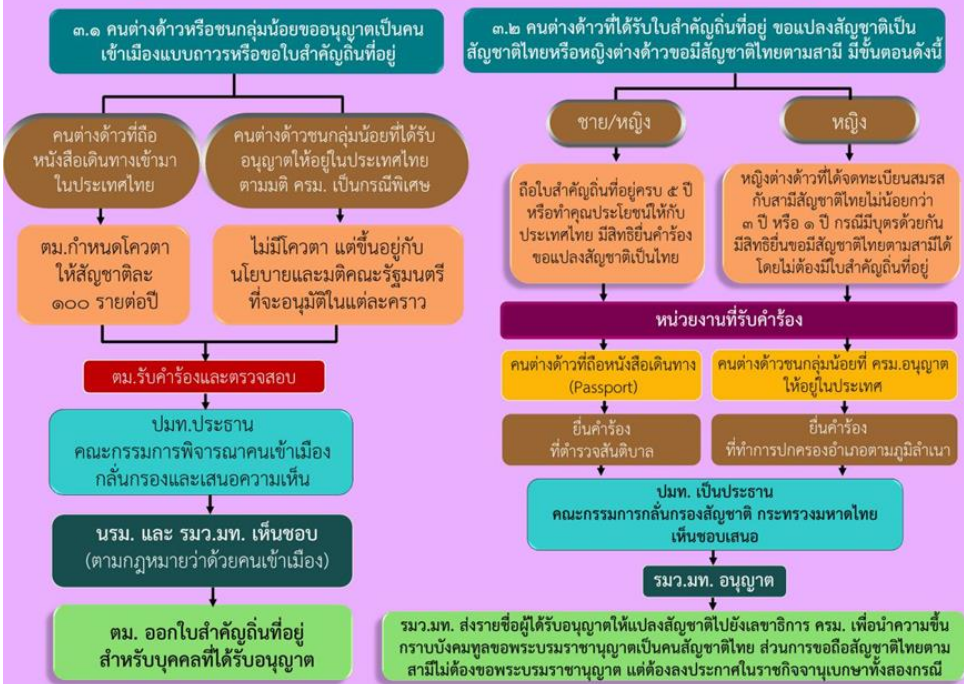 ๓.๑ คนต่างด้าวหรือชนกลุ่มน้อยขออนุญาตเป็นคน
เข้าเมืองแบบถาวรหรือขอใบสำคัญถิ่นที่อยู่
คนต่างด้าวที่ถือ
หนังสือเดินทางเข้ามา
ในประเทศไทย
คนต่างด้าวชนกลุ่มน้อยที่ได้รับ
อนุญาตให้อยู่ในประเทศไทย
ตามมติ ครม. เป็นกรณีพิเศษ
ตม.กำหนดโควตา
ให้สัญชาติละ
๑๐๐ รายต่อปี
ไม่มีโควตา แต่ขึ้นอยู่กับ
นโยบายและมติคณะรัฐมนตรี
ที่จะอนุมัติในแต่ละคราว
ตม.รับคำร้องและตรวจสอบ
ปมท.ประธาน
คณะกรรมการพิจารณาคนเข้าเมือง
กลั่นกรองและเสนอความเห็น
นรม. และ รมว.มท. เห็นชอบ
(ตามกฎหมายว่าด้วยคนเข้าเมือง)
ตม. ออกใบสำคัญถิ่นที่อยู่
สำหรับบุคคลที่ได้รับอนุญาต
๓.๒ คนต่างด้าวที่ได้รับใบสำคัญถิ่นที่อยู่ ขอแปลงสัญชาติเป็น
สัญชาติไทยหรือหญิงต่างด้าวขอมีสัญชาติไทยตามสามี มีขั้นตอนดังนี้
ชาย/หญิง
หญิง
ถือใบสำคัญถิ่นที่อยู่ครบ ๕ ปี
หรือทำคุณประโยชน์ให้กับ
ประเทศไทย มีสิทธิยื่นคำร้อง
ขอแปลงสัญชาติเป็นไทย
หญิงต่างด้าวที่ได้จดทะเบียนสมรส
กับสามีสัญชาติไทยไม่น้อยกว่า
๓ ปี หรือ ๑ ปี กรณีมีบุตรด้วยกัน
มีสิทธิยื่นขอมีสัญชาติไทยตามสามีได้
โดยไม่ต้องมีใบสำคัญถิ่นที่อยู่
หน่วยงานที่รับคำร้อง
คนต่างด้าวที่ถือหนังสือเดินทาง
(Passport)
คนต่างด้าวชนกลุ่มน้อยที่ ครม.อนุญาต
ให้อยู่ในประเทศ
ยื่นคำร้อง
ที่ตำรวจสันติบาล
ยื่นคำร้อง
ที่ทำการปกครองอำเภอตามภูมิลำเนา
ปมท. เป็นประธาน
คณะกรรมการกลั่นกรองสัญชาติ กระทรวงมหาดไทย
เห็นชอบเสนอ
รมว.มท. อนุญาต
รมว.มท. ส่งรายชื่อผู้ได้รับอนุญาตให้แปลงสัญชาติไปยังเลขาธิการ ครม. เพื่อนำความขึ้น
กราบบังคมทูลขอพระบรมราชานุญาตเป็นคนสัญชาติไทย ส่วนการขอถือสัญชาติไทยตาม
สามีไม่ต้องขอพระบรมราชานุญาต แต่ต้องลงประกาศในราชกิจจานุเบกษาทั้งสองกรณี